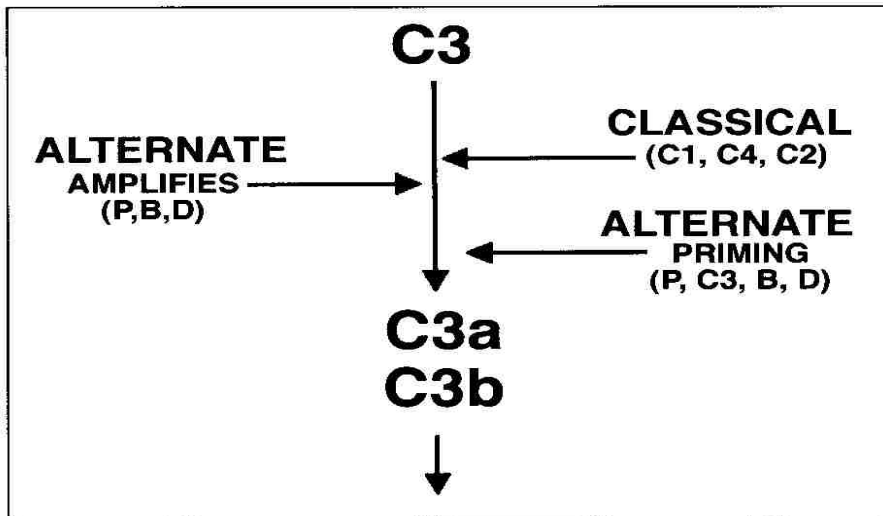 C3
CLASSICAL
(C1, C4, C2)
ALTERNATE
AMPLIFIES
(P,B,D)
ALTERNATE
PRIMING
(P, C3, B, D)
C3a
C3b